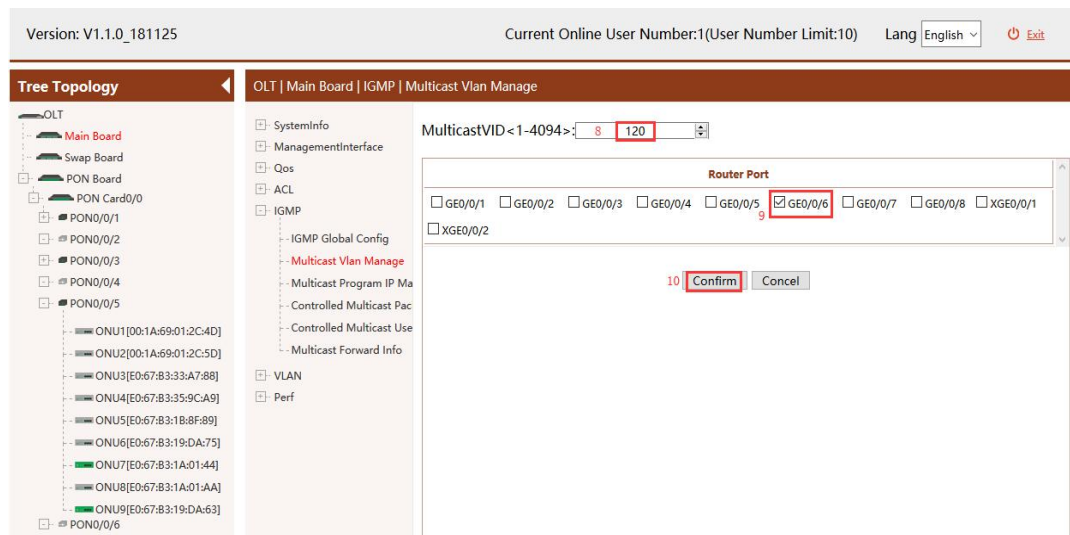 Version: V1.1.0_181125
Current Online User Number:1(User Number Limit:10)
Lang English
Exit
Tree Topology
OLT
Main Board
Swap Board
PON Board
PON Card0/0
PON0/0/1
PON0/0/2
PON0/0/3
PON0/0/4
PON0/0/5
ONU1[00:1A:69:01:2C:4D]
ONU2[00:1A:69:01:2C:5D]
ONU3[E0:67:B3:33:A7:88]
ONU4[E0:67:B3:35:9C:A9]
ONU5[E0:67:B3:1B:8F:89]
ONU6[E0:67:B3:19:DA:75]
ONU7[E0:67:B3:1A:01:44]
ONU8[E0:67:B3:1A:01:AA]
ONU9[E0:67:B3:19:DA:63]
PON0/0/6
OLT | Main Board | IGMP | Multicast Vlan Manage
SystemInfo
ManagementInterface
Qos
ACL
IGMP
IGMP Global Config
Multicast Vlan Manage
Multicast Program IP Ma
Controlled Multicast Pac
Controlled Multicast Use
Multicast Forward Info
VLAN
Perf
MulticastVID<1-4094>: 8 120
Router Port
GE0/0/1 GE0/0/2 GE0/0/3 GE0/0/4 GE0/0/5 9 GE0/0/6 GE0/0/7 GE0/0/8 XGE0/0/1
XGE0/0/2
10 Confirm Cancel